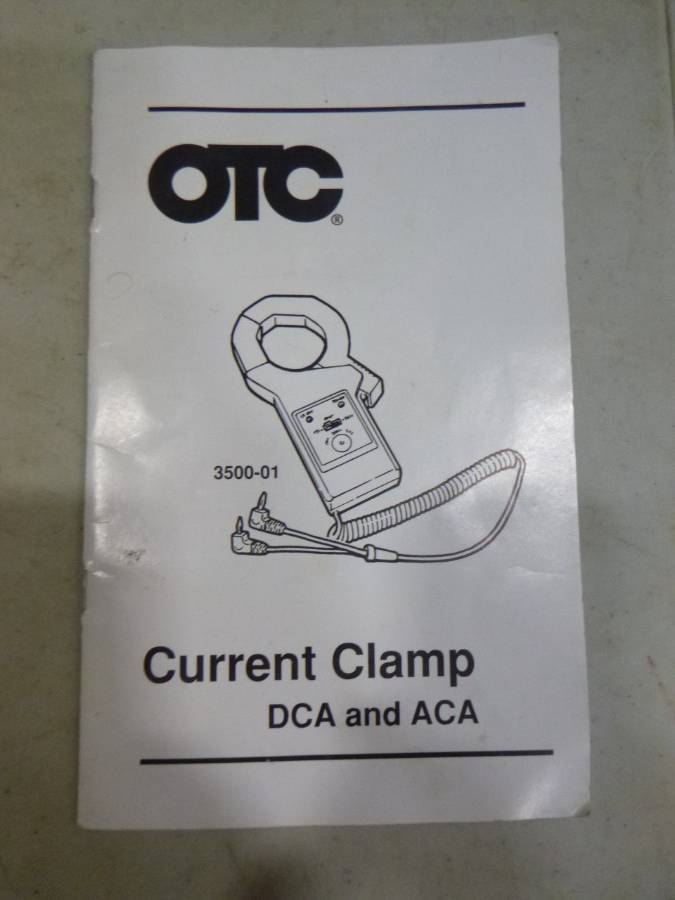 OTC®
3500-01
Current Clamp
DCA and ACA